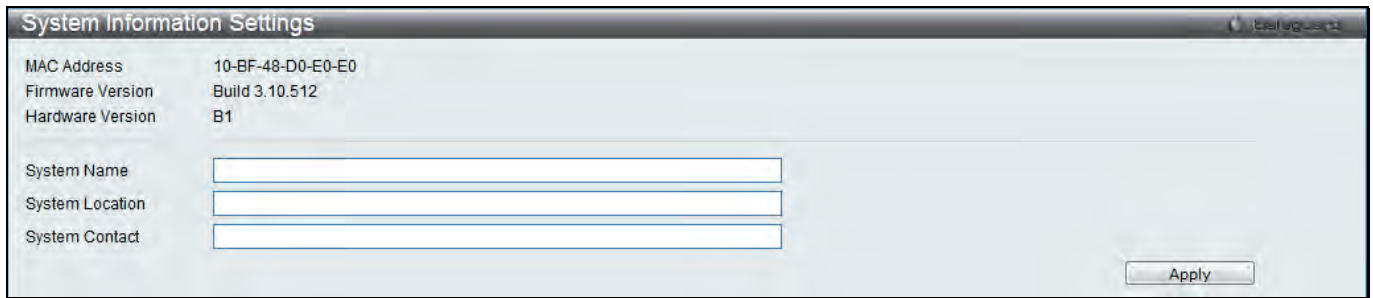 System Information Settings
MAC Address 10-BF-48-D0-E0-E0
Firmware Version Build 3.10.512
Hardware Version B1
System Name
System Location
System Contact
Apply